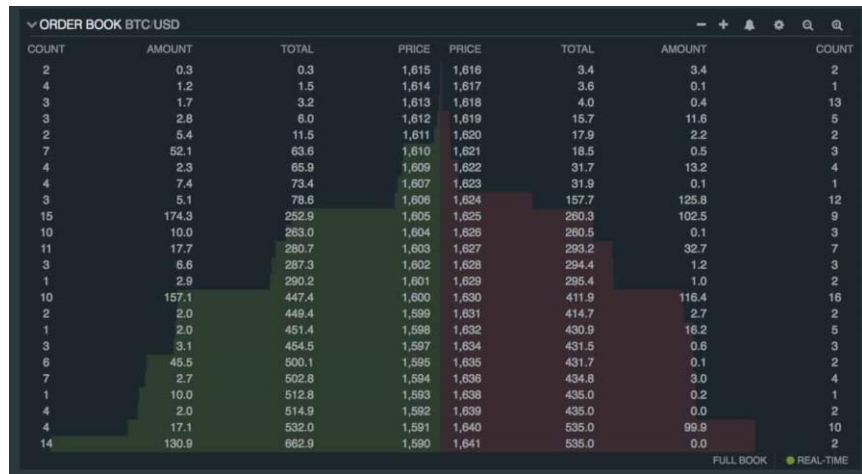 ORDER BOOK BTC/USD
COUNT AMOUNT TOTAL PRICE PRICE TOTAL AMOUNT COUNT
2 0.3 0.3 1,615 1,616 3.4 3.4 2
4 1.2 1.5 1,614 1,617 3.6 0.1 1
3 1.7 3.2 1,613 1,618 4.0 0.4 13
3 2.8 6.0 1,612 1,619 15.7 11.6 5
2 5.4 11.5 1,611 1,620 17.9 2.2 2
7 52.1 63.6 1,610 1,621 18.5 0.5 3
4 2.3 65.9 1,609 1,622 31.7 13.2 4
4 7.4 73.4 1,607 1,623 31.9 0.1 1
3 5.1 78.6 1,606 1,624 157.7 125.8 12
15 174.3 252.9 1,605 1,625 260.3 102.5 9
10 10.0 263.0 1,604 1,626 260.5 0.1 3
11 17.7 280.7 1,603 1,627 293.2 32.7 7
3 6.6 287.3 1,602 1,628 294.4 1.2 3
1 2.9 290.2 1,601 1,629 295.4 1.0 2
10 157.1 447.4 1,600 1,630 411.9 116.4 16
2 2.0 449.4 1,599 1,631 414.7 2.7 2
1 2.0 451.4 1,598 1,632 430.9 16.2 5
3 3.1 454.5 1,597 1,634 431.5 0.6 3
6 45.5 500.1 1,595 1,635 431.7 0.1 2
7 2.7 502.8 1,594 1,636 434.8 3.0 4
1 10.0 512.8 1,593 1,638 435.0 0.2 1
4 2.0 514.9 1,592 1,639 435.0 0.0 2
4 17.1 532.0 1,591 1,640 535.0 99.9 10
14 130.9 662.9 1,590 1,641 535.0 0.0 2
FULL BOOK REAL-TIME